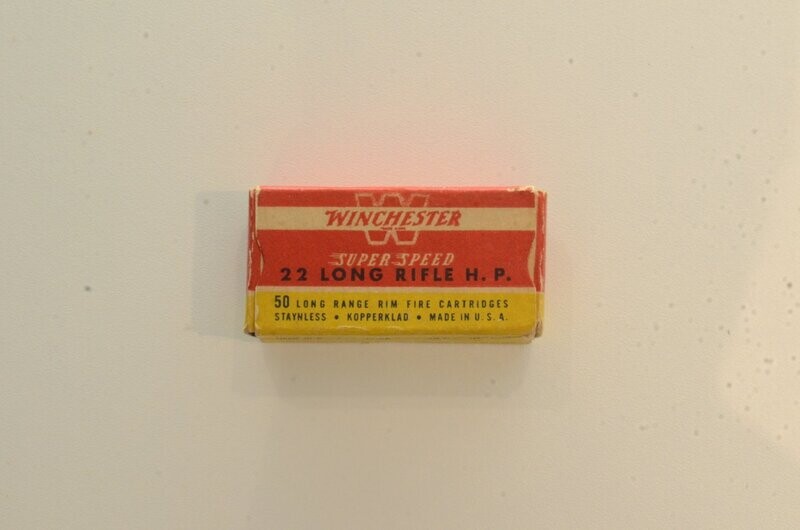 WINCHESTER
SUPER SPEED
22 LONG RIFLE H. P.
50 LONG RANGE RIM FIRE CARTRIDGES
STAYNLESS • KOPPERKLAD • MADE IN U. S. A.